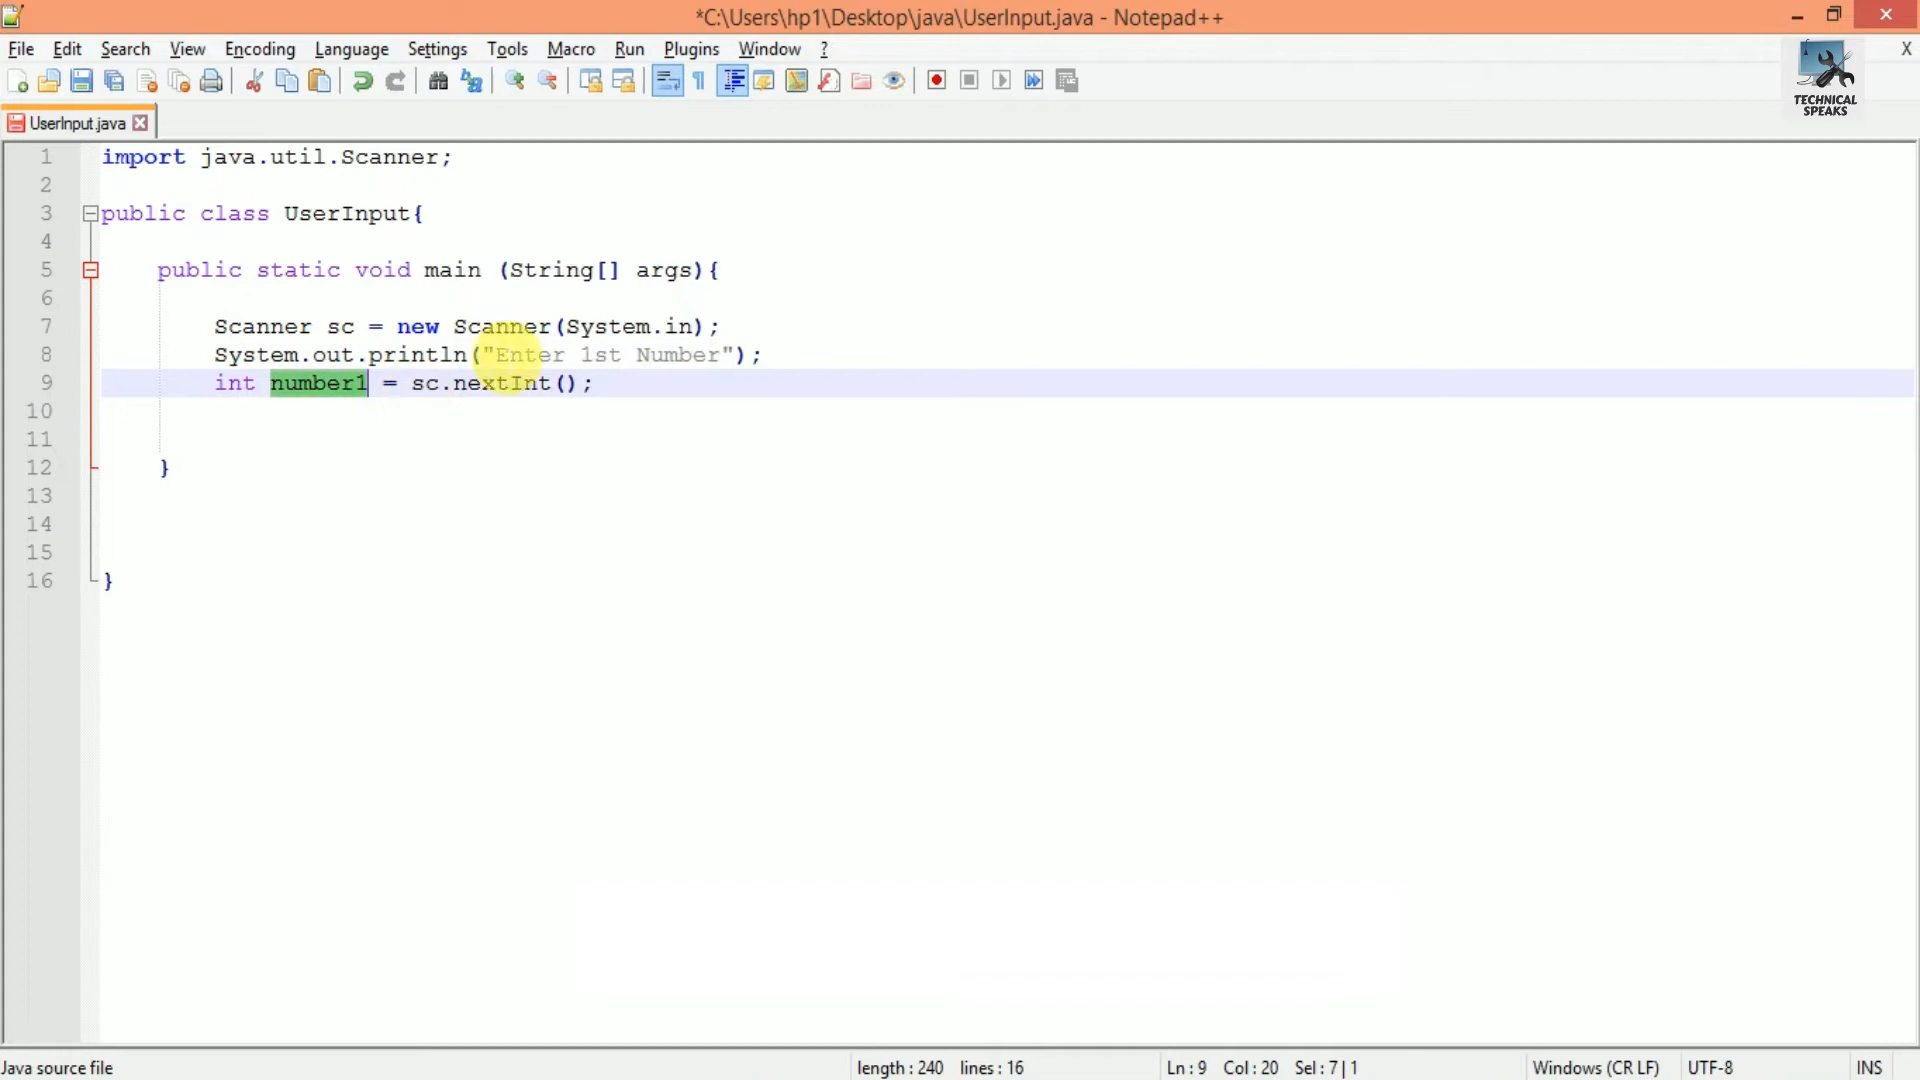 *C:\Users\hp1\Desktop\java\UserInput.java - Notepad++
File Edit Search View Encoding Language Settings Tools Macro Run Plugins Window ? X
TECHNICAL
SPEAKS
UserInput.java
1 import java.util.Scanner;
2
3 public class UserInput{
4
5 public static void main (String[] args){
6
7 Scanner sc = new Scanner(System.in);
8 System.out.println("Enter 1st Number");
9 int number1 = sc.nextInt();
10
11
12 }
13
14
15
16 }
Java source file length : 240 lines : 16 Ln : 9 Col : 20 Sel : 7 | 1 Windows (CR LF) UTF-8 INS